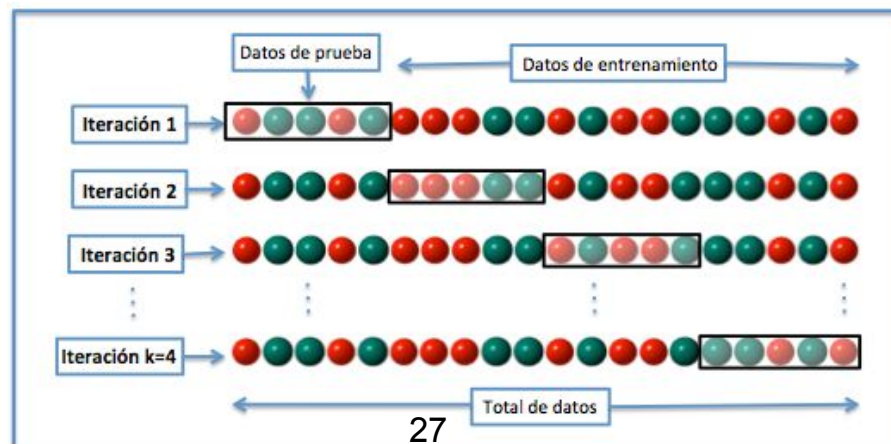 Datos de prueba
Datos de entrenamiento
Iteración 1
Iteración 2
Iteración 3
Iteración k=4
Total de datos
27